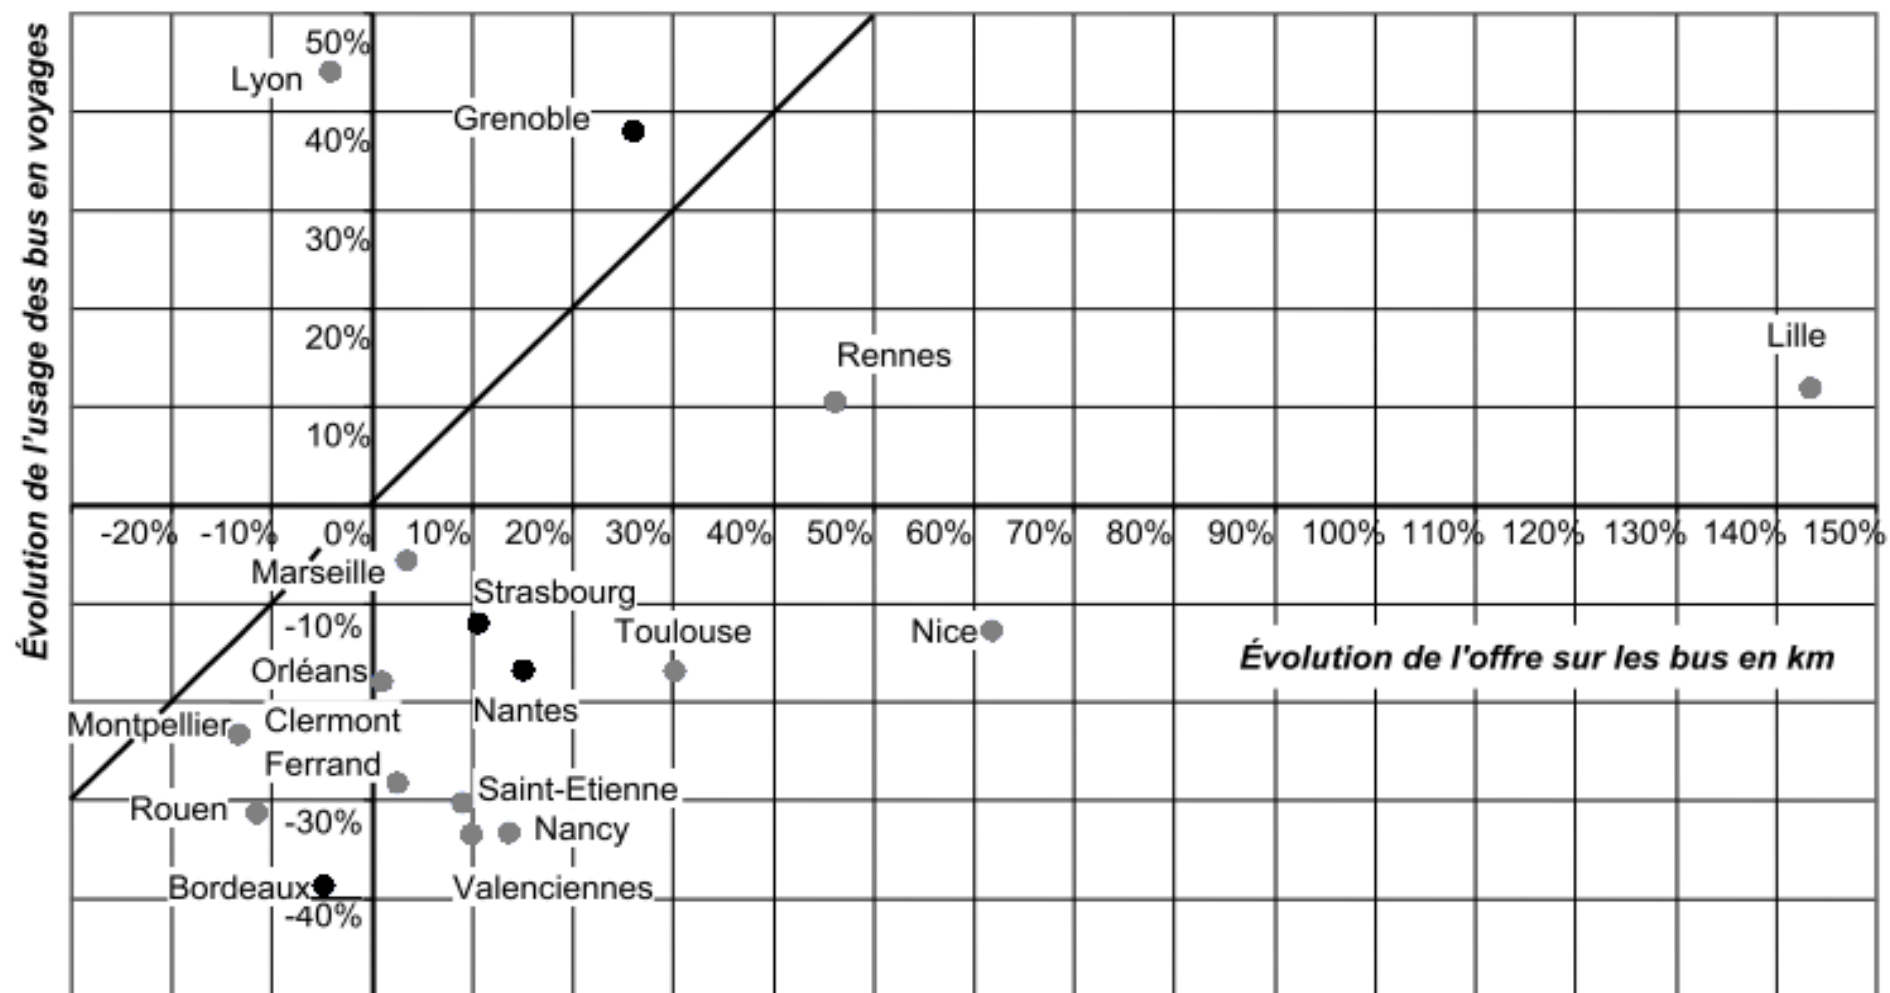 Évolution de l'usage des bus en voyages
50%
Lyon
Grenoble
40%
30%
20%
Lille
Rennes
10%
-20% -10% 0% 10% 20% 30% 40% 50% 60% 70% 80% 90% 100% 110% 120% 130% 140% 150%
Marseille
Strasbourg
-10%
Toulouse
Nice
Évolution de l'offre sur les bus en km
Orléans
Nantes
Montpellier
Clermont
Ferrand
Saint-Etienne
Rouen
-30%
Nancy
Bordeaux
Valenciennes
-40%